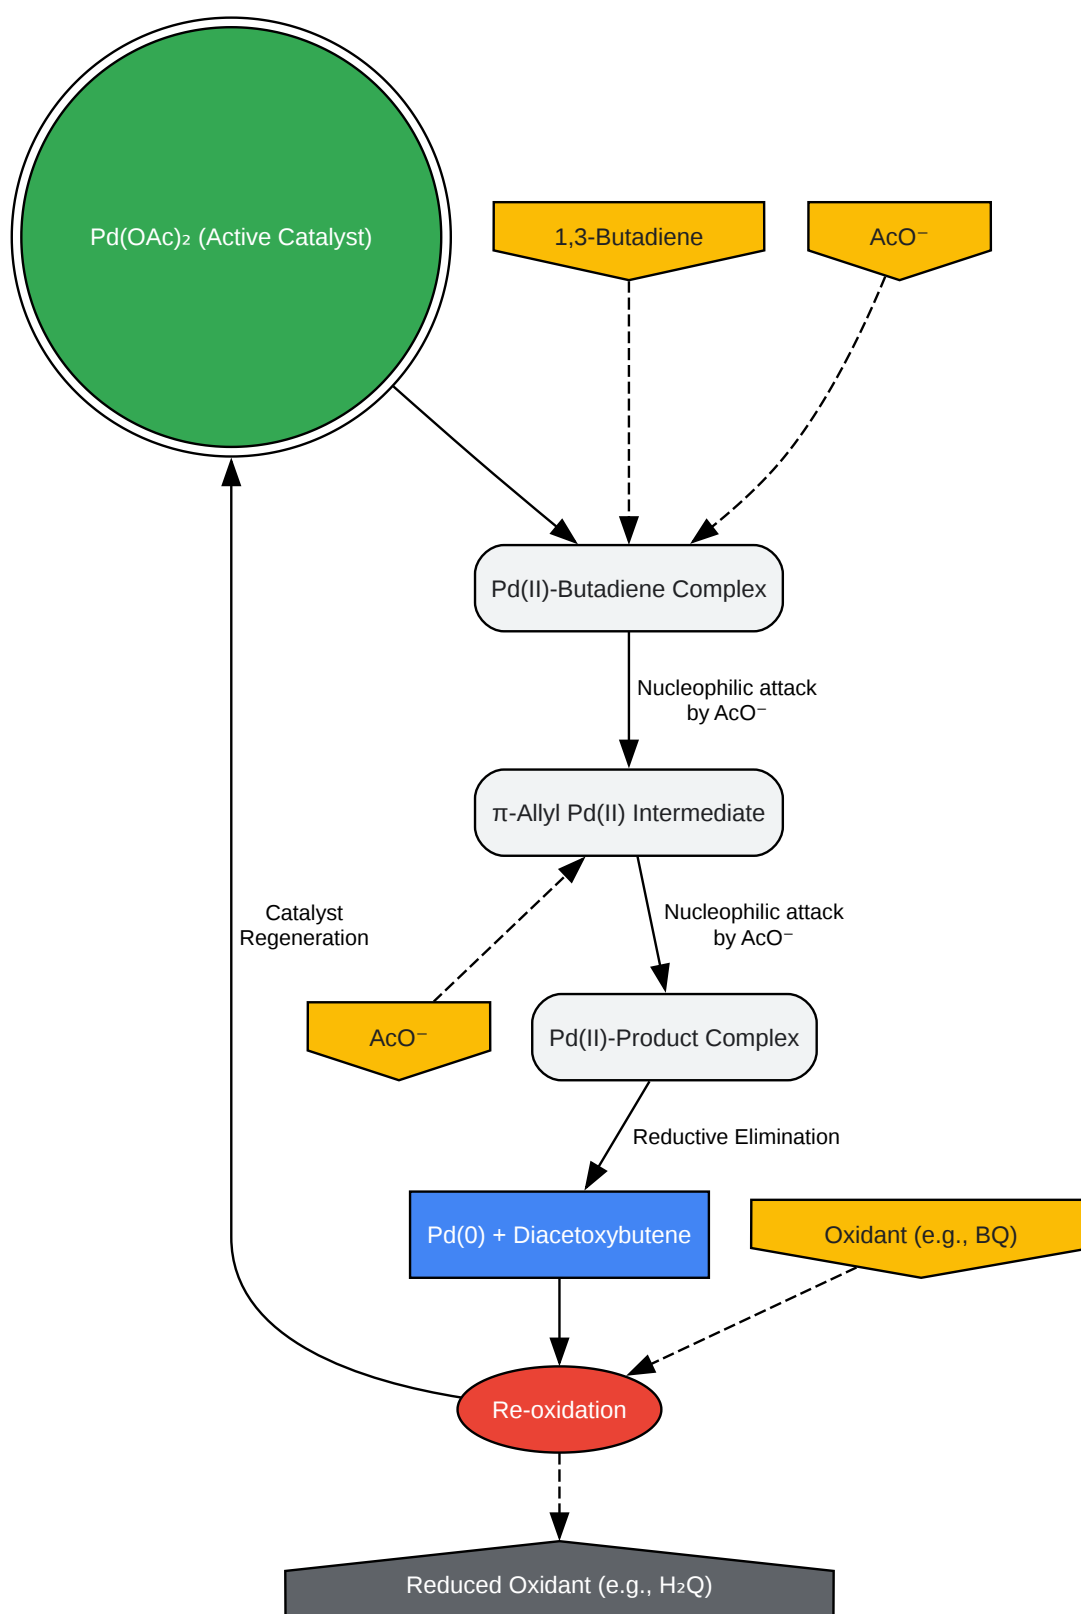 Pd(OAc)₂ (Active Catalyst)
1,3-Butadiene
AcO⁻
Pd(II)-Butadiene Complex
Nucleophilic attack
by AcO⁻
π-Allyl Pd(II) Intermediate
Catalyst
Regeneration
Nucleophilic attack
by AcO⁻
AcO⁻
Pd(II)-Product Complex
Reductive Elimination
Pd(0) + Diacetoxybutene
Oxidant (e.g., BQ)
Re-oxidation
Reduced Oxidant (e.g., H₂Q)